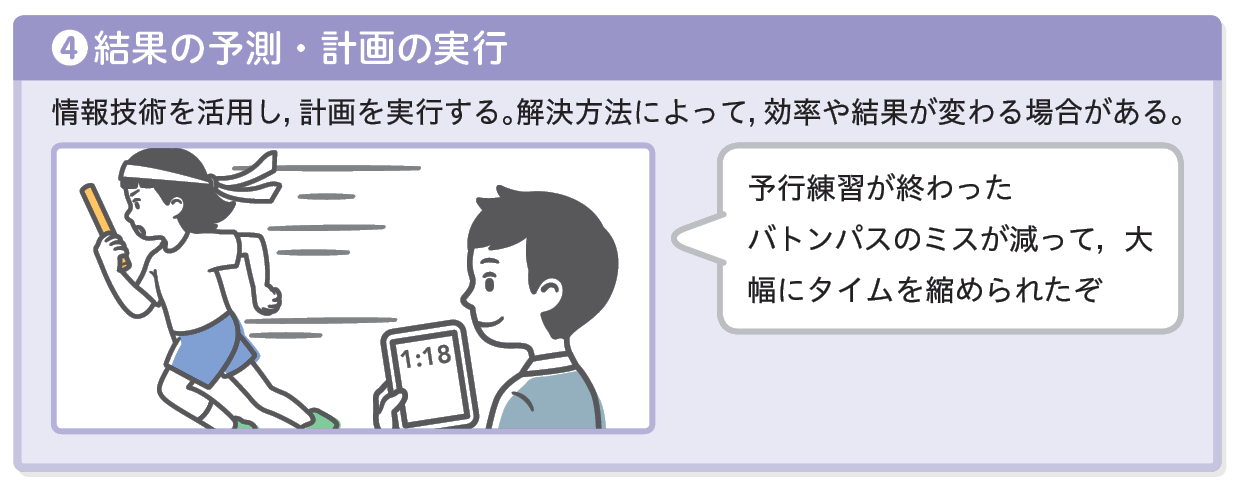 ❹結果の予測・計画の実行
情報技術を活用し，計画を実行する。解決方法によって，効率や結果が変わる場合がある。
予行練習が終わった
バトンパスのミスが減って，大
幅にタイムを縮められたぞ
1:18